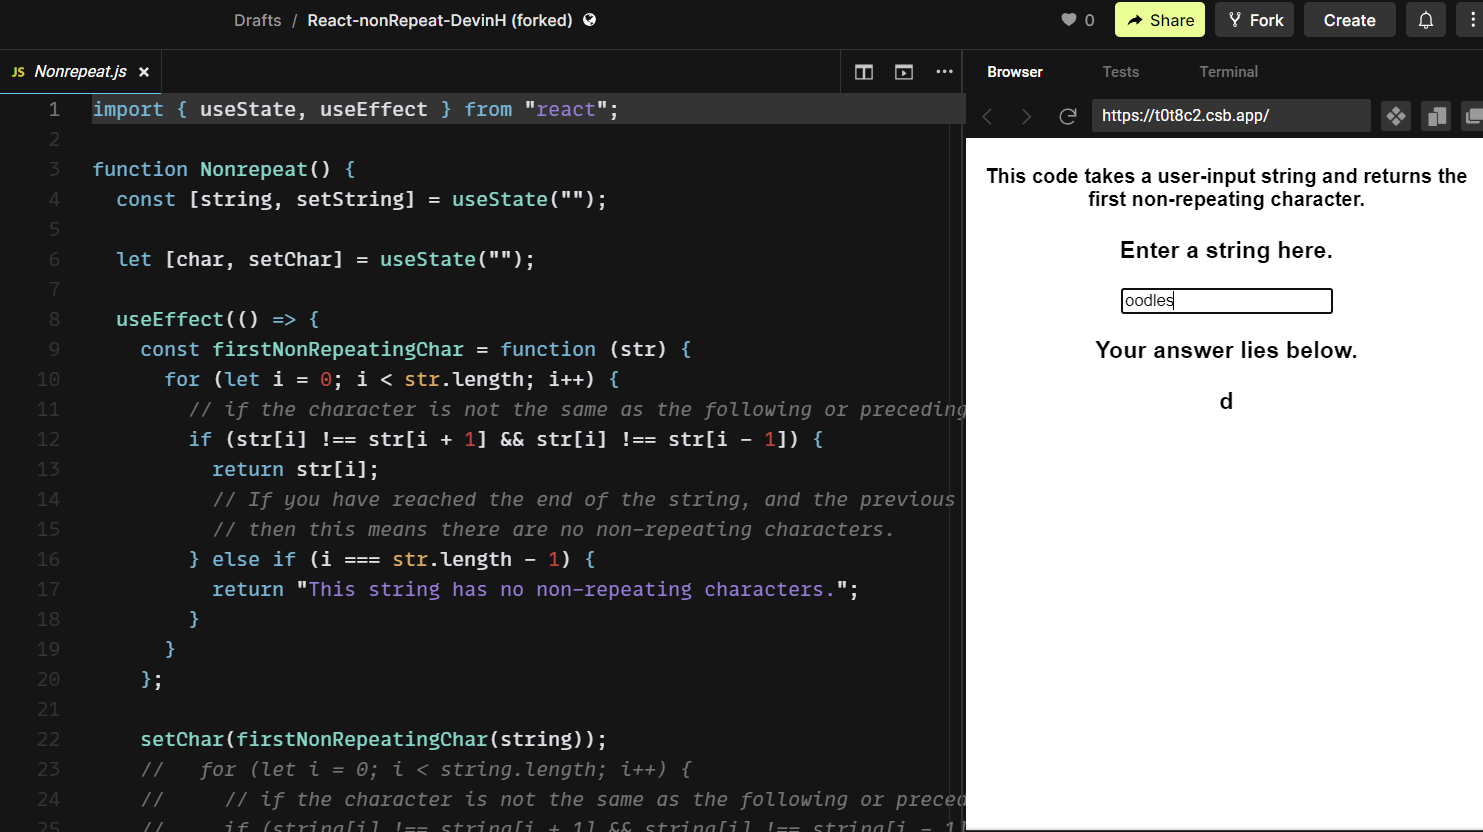 Drafts / React-nonRepeat-DevinH (forked)
0 Share Fork Create
JS Nonrepeat.js ×
Browser Tests Terminal
https://t0t8c2.csb.app/
1 import { useState, useEffect } from "react";
2
3 function Nonrepeat() {
4 const [string, setString] = useState("");
5
6 let [char, setChar] = useState("");
7
8 useEffect(() => {
9 const firstNonRepeatingChar = function (str) {
10 for (let i = 0; i < str.length; i++) {
11 // if the character is not the same as the following or preceding
12 if (str[i] !== str[i + 1] && str[i] !== str[i - 1]) {
13 return str[i];
14 // If you have reached the end of the string, and the previous
15 // then this means there are no non-repeating characters.
16 } else if (i === str.length - 1) {
17 return "This string has no non-repeating characters.";
18 }
19 }
20 };
21
22 setChar(firstNonRepeatingChar(string));
23 // for (let i = 0; i < string.length; i++) {
24 // // if the character is not the same as the following or preced
25 // if (string[i] !== string[i + 1] && string[i] !== string[i - 1]
This code takes a user-input string and returns the
first non-repeating character.
Enter a string here.
oodles
Your answer lies below.
d